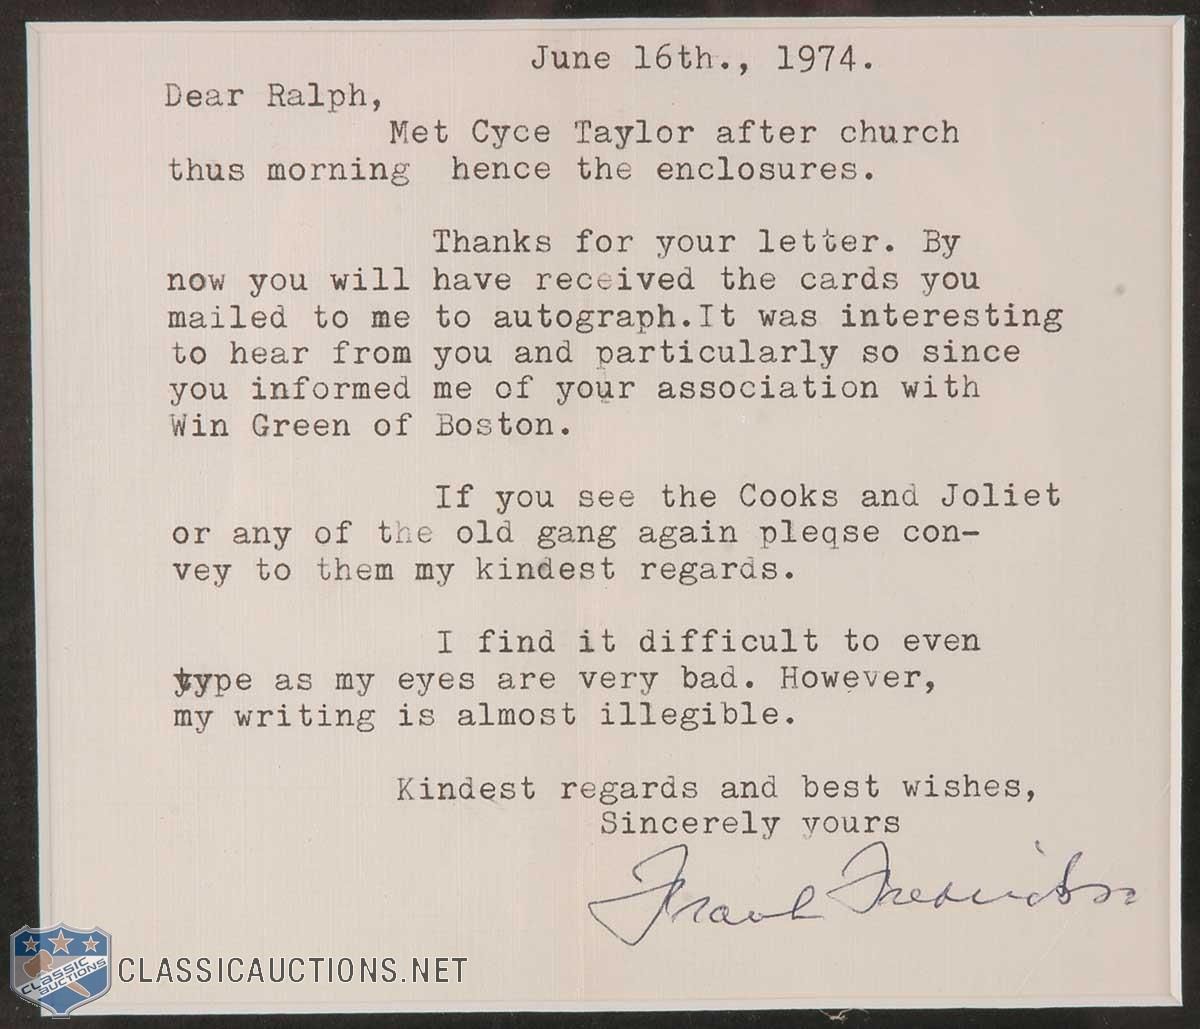 June 16th., 1974.
Dear Ralph,
Met Cyce Taylor after church
thus morning hence the enclosures.
Thanks for your letter. By
now you will have received the cards you
mailed to me to autograph.It was interesting
to hear from you and particularly so since
you informed me of your association with
Win Green of Boston.
If you see the Cooks and Joliet
or any of the old gang again pleqse con-
vey to them my kindest regards.
I find it difficult to even
type as my eyes are very bad. However,
my writing is almost illegible.
Kindest regards and best wishes,
Sincerely yours
Frank Fredrickson
CLASSIC
AUCTIONS
CLASSICAUCTIONS.NET